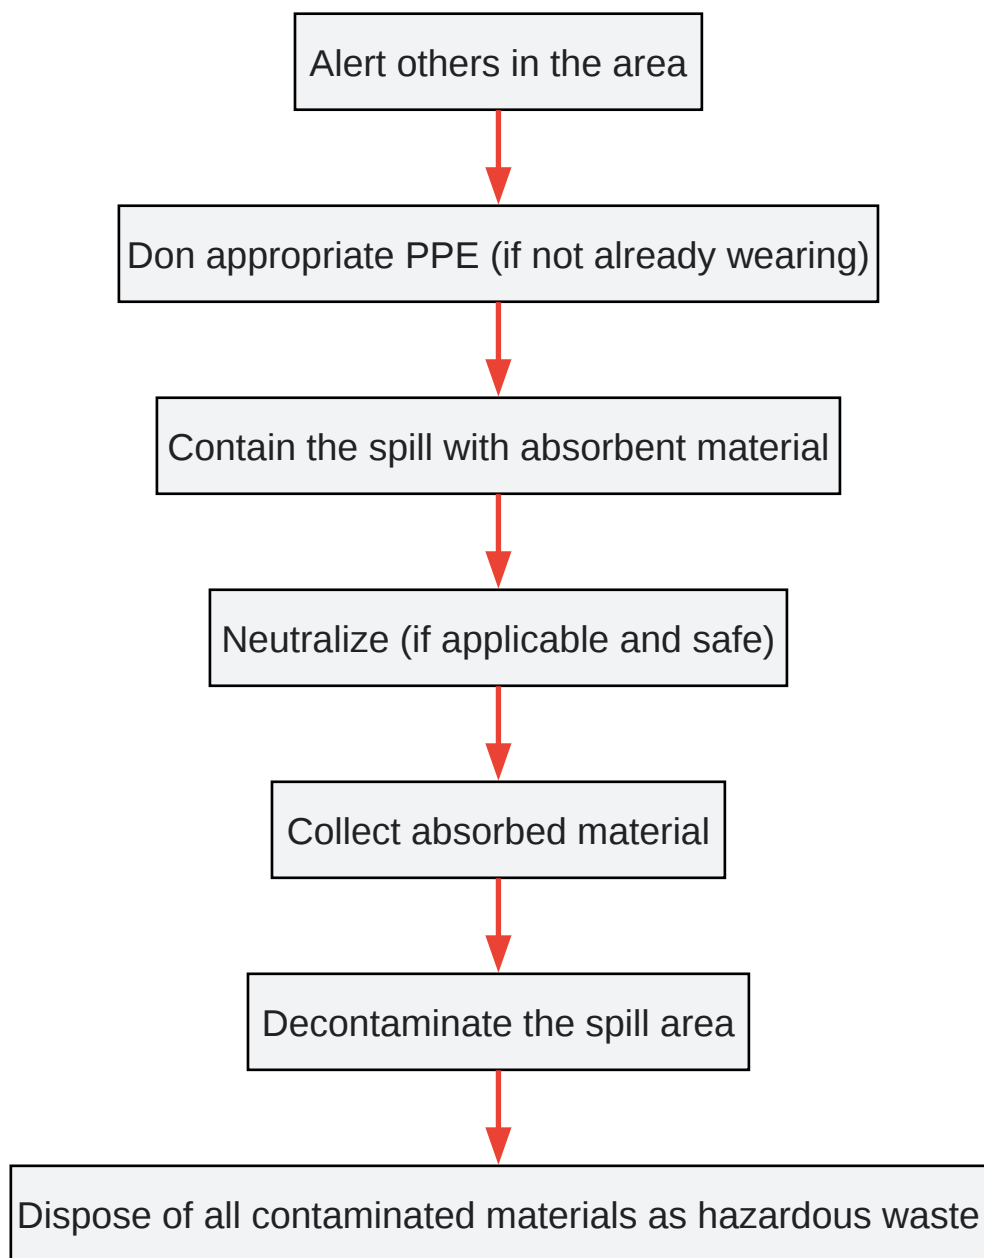 Alert others in the area
Don appropriate PPE (if not already wearing)
Contain the spill with absorbent material
Neutralize (if applicable and safe)
Collect absorbed material
Decontaminate the spill area
Dispose of all contaminated materials as hazardous waste